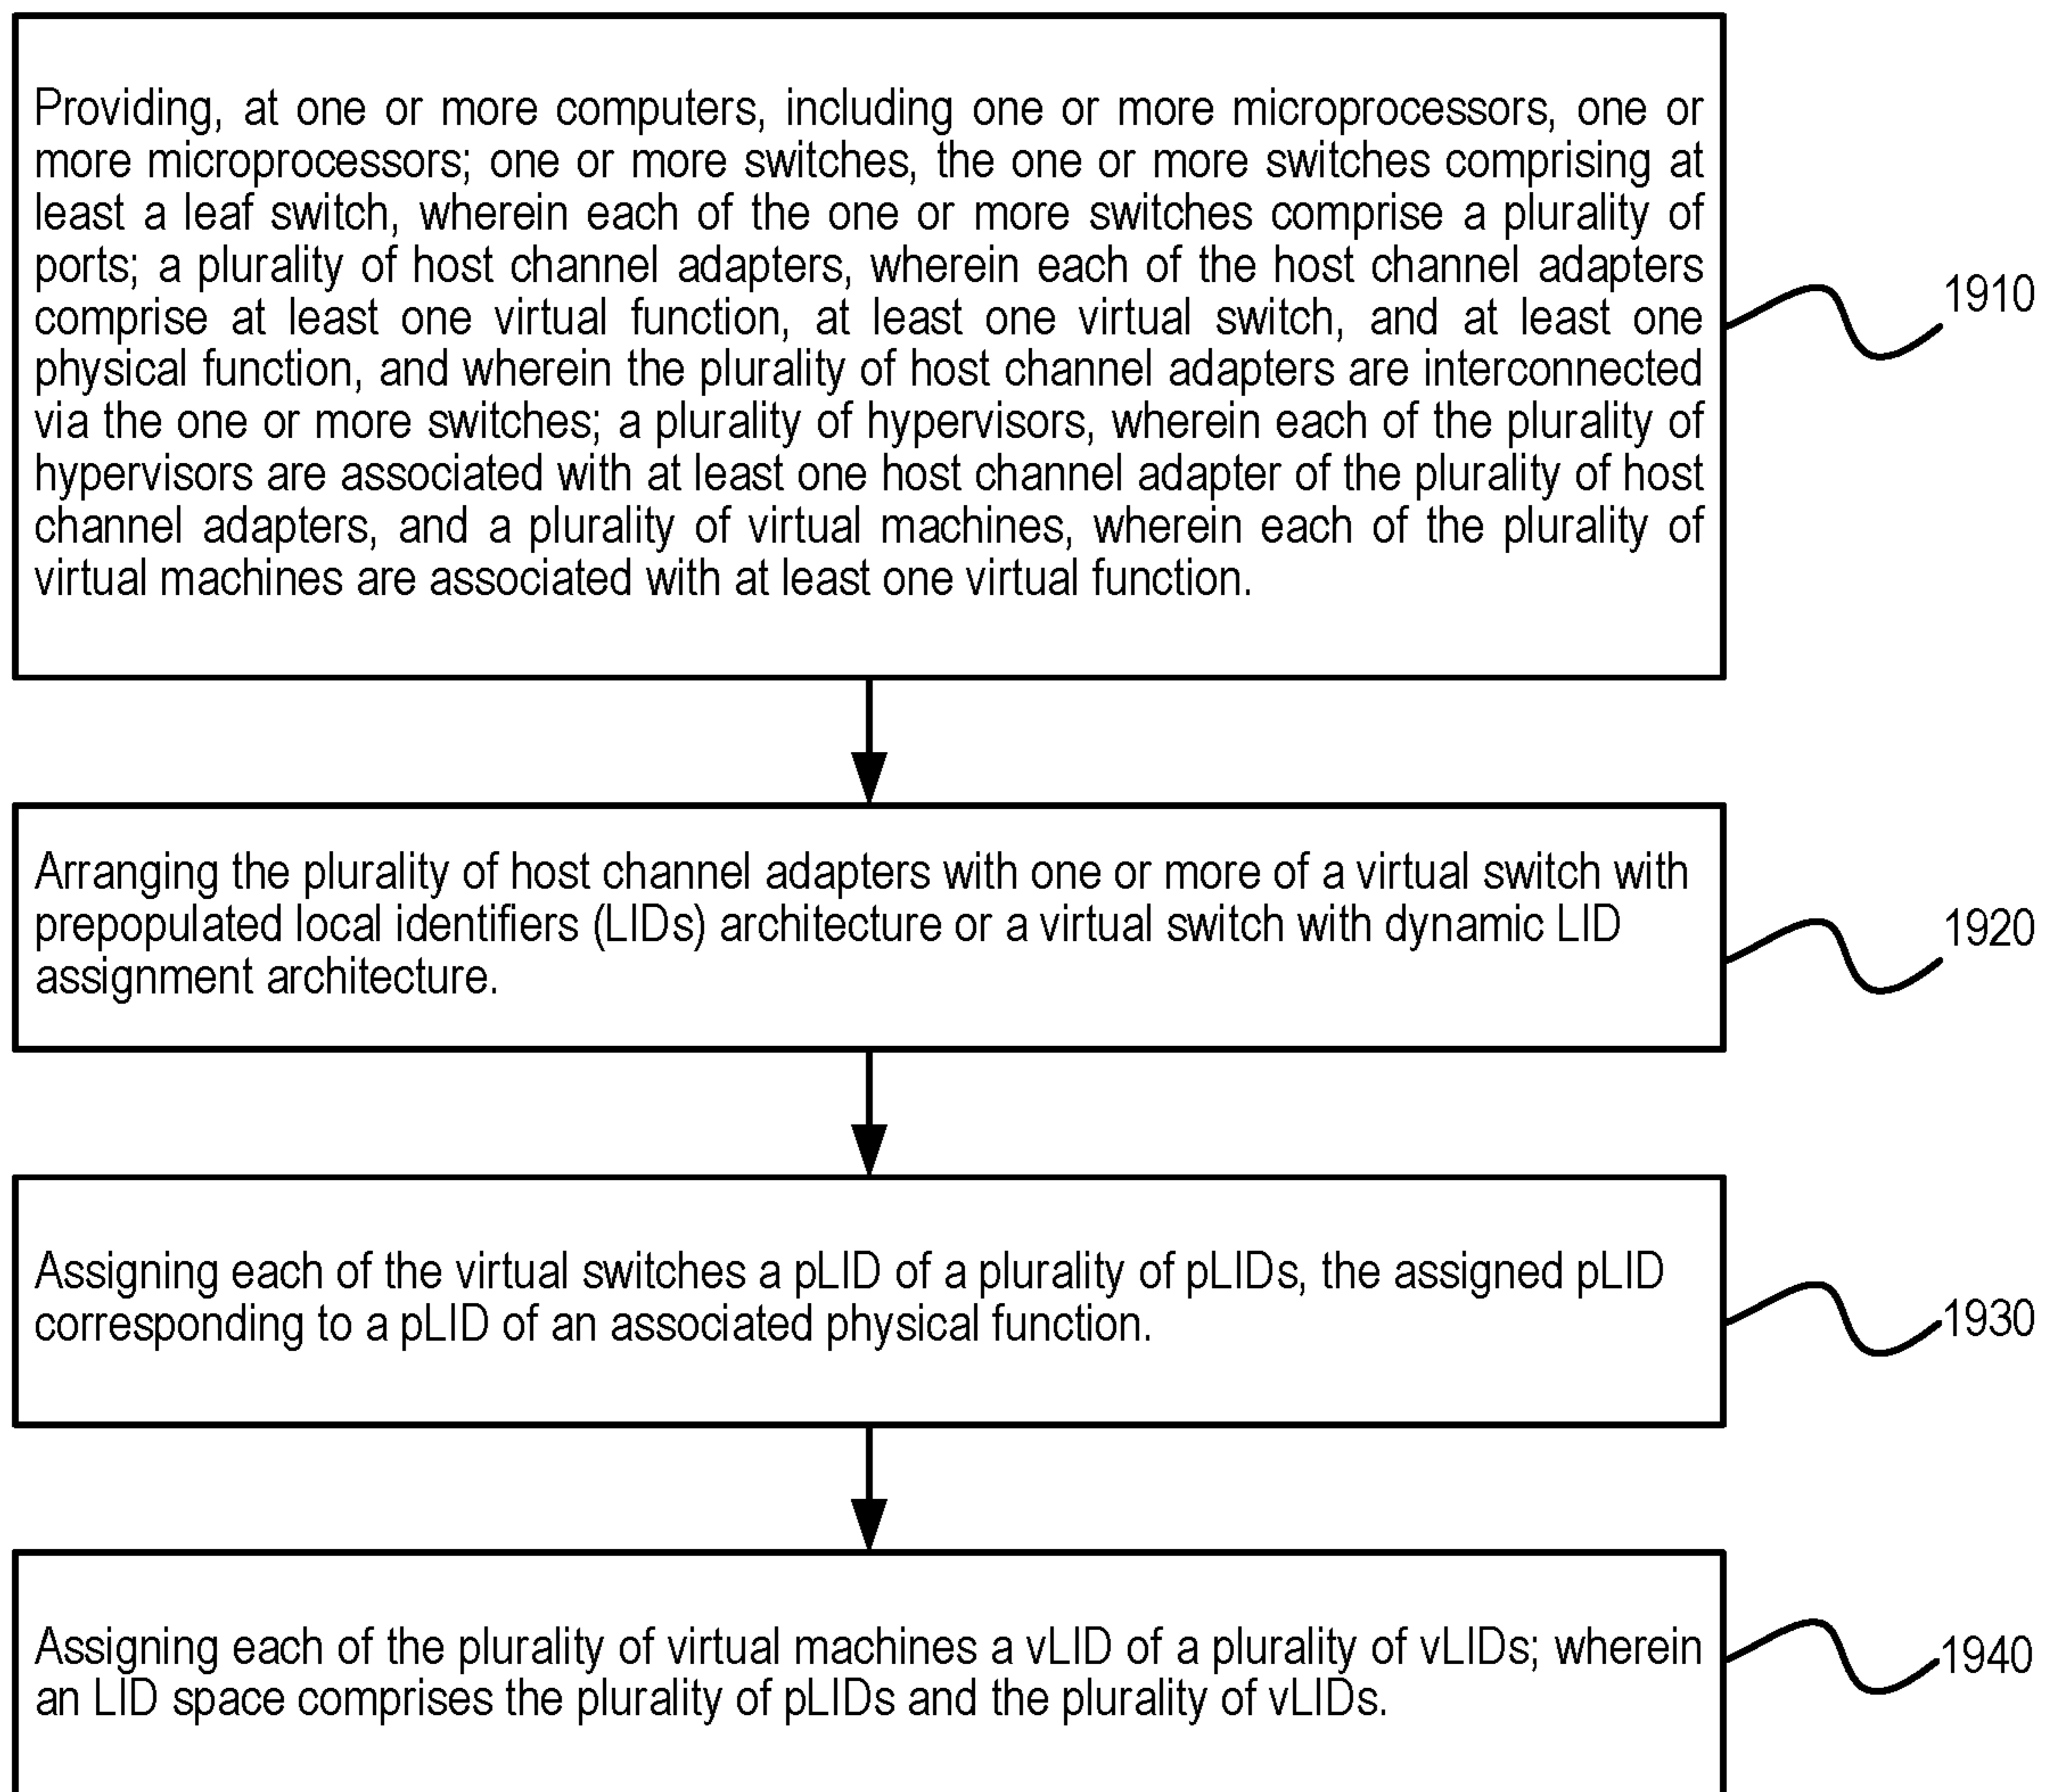 Providing, at one or more computers, including one or more microprocessors, one or
more microprocessors; one or more switches, the one or more switches comprising at
least a leaf switch, wherein each of the one or more switches comprise a plurality of
ports; a plurality of host channel adapters, wherein each of the host channel adapters
comprise at least one virtual function, at least one virtual switch, and at least one
physical function, and wherein the plurality of host channel adapters are interconnected
via the one or more switches; a plurality of hypervisors, wherein each of the plurality of
hypervisors are associated with at least one host channel adapter of the plurality of host
channel adapters, and a plurality of virtual machines, wherein each of the plurality of
virtual machines are associated with at least one virtual function.
1910
Arranging the plurality of host channel adapters with one or more of a virtual switch with
prepopulated local identifiers (LIDs) architecture or a virtual switch with dynamic LID
assignment architecture.
1920
Assigning each of the virtual switches a pLID of a plurality of pLIDs, the assigned pLID
corresponding to a pLID of an associated physical function.
1930
Assigning each of the plurality of virtual machines a vLID of a plurality of vLIDs; wherein
an LID space comprises the plurality of pLIDs and the plurality of vLIDs.
1940